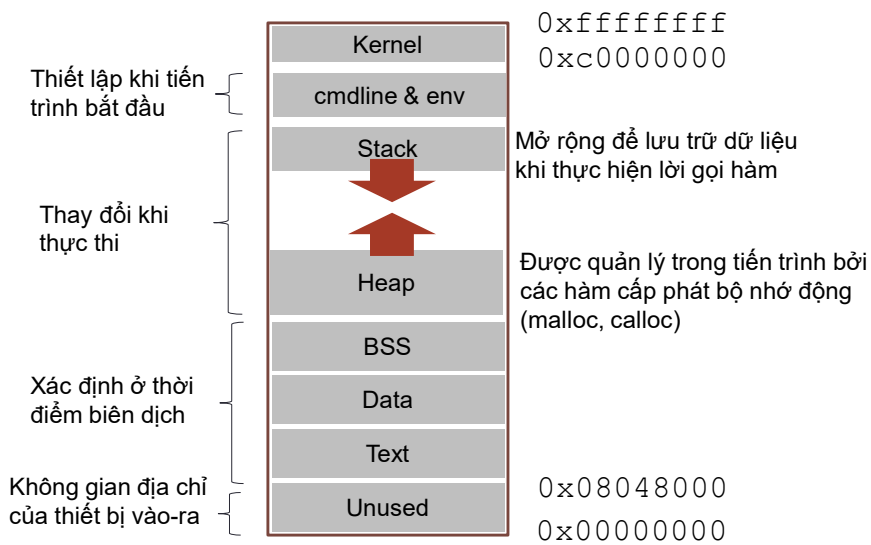 Kernel
0xffffffff
0xc0000000
Thiết lập khi tiến
trình bắt đầu
cmdline & env
Stack
Mở rộng để lưu trữ dữ liệu
khi thực hiện lời gọi hàm
Thay đổi khi
thực thi
Heap
Được quản lý trong tiến trình bởi
các hàm cấp phát bộ nhớ động
(malloc, calloc)
BSS
Xác định ở thời
điểm biên dịch
Data
Text
Không gian địa chỉ
của thiết bị vào-ra
Unused
0x08048000
0x00000000